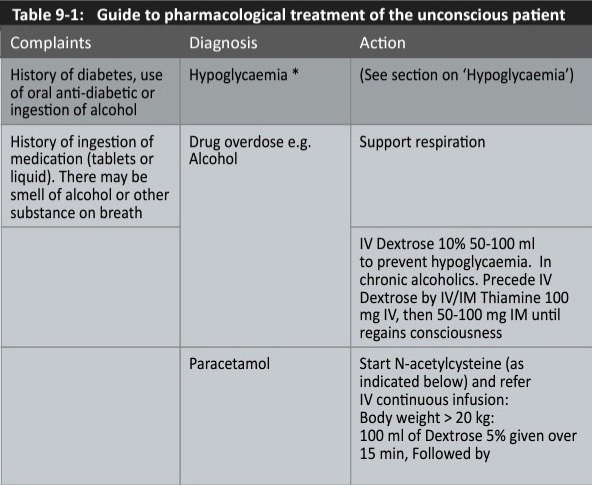 Table 9-1: Guide to pharmacological treatment of the unconscious patient
Complaints Diagnosis Action
History of diabetes, use
of oral anti-diabetic or
ingestion of alcohol
Hypoglycaemia *
(See section on ‘Hypoglycaemia’)
History of ingestion of
medication (tablets or
liquid). There may be
smell of alcohol or other
substance on breath
Drug overdose e.g.
Alcohol
Support respiration
IV Dextrose 10% 50-100 ml
to prevent hypoglycaemia. In
chronic alcoholics. Precede IV
Dextrose by IV/IM Thiamine 100
mg IV, then 50-100 mg IM until
regains consciousness
Paracetamol
Start N-acetylcysteine (as
indicated below) and refer
IV continuous infusion:
Body weight > 20 kg:
100 ml of Dextrose 5% given over
15 min, Followed by